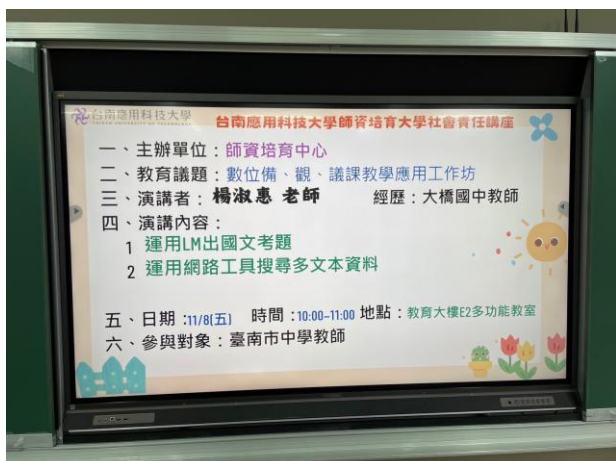 台南應用科技大學
台南應用科技大學師資培育大學社會責任講座
一、主辦單位：師資培育中心
二、教育議題：數位備、觀、議課教學應用工作坊
三、演講者：楊淑惠 老師 經歷：大橋國中教師
四、演講內容：
1 運用LM出國文考題
2 運用網路工具搜尋多文本資料
五、日期:11/8(五) 時間:10:00-11:00 地點：教育大樓E2多功能教室
六、參與對象：臺南市中學教師